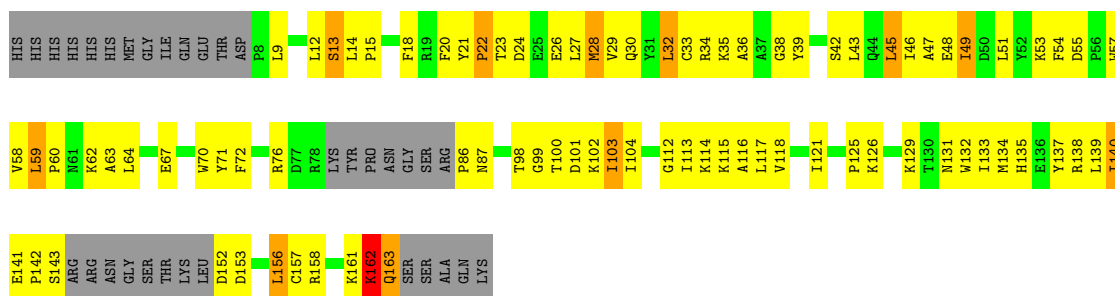 HIS HIS HIS HIS HIS HIS MET GLY ILE GLN GLU THR ASP P8 L9 L12 S13 L14 P15 F18 R19 F20 Y21 P22 T23 D24 E25 E26 L27 M28 V29 Q30 Y31 L32 C33 R34 K35 A36 A37 G38 Y39 S42 L43 Q44 L45 I46 A47 E48 I49 D50 L51 Y52 K53 F54 D55 P56 W57
V58 L59 P60 N61 K62 A63 L64 E67 W70 Y71 F72 R76 D77 R78 LYS TYR PRO ASN GLY SER ARG P86 N87 T98 G99 T100 D101 K102 I103 I104 G112 I113 K114 K115 A116 L117 V118 I121 P125 K126 K129 T130 N131 W132 I133 M134 H135 E136 Y137 R138 L139 I140
E141 P142 S143 ARG ARG ASN GLY SER THR LYS LEU D152 D153 L156 C157 R158 K161 K162 Q163 SER SER ALA GLN LYS